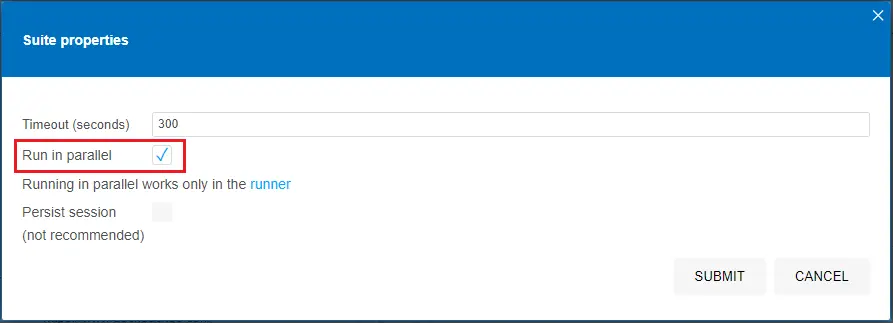 Suite properties
Timeout (seconds) 300
Run in parallel
Running in parallel works only in the runner
Persist session
(not recommended)
SUBMIT CANCEL